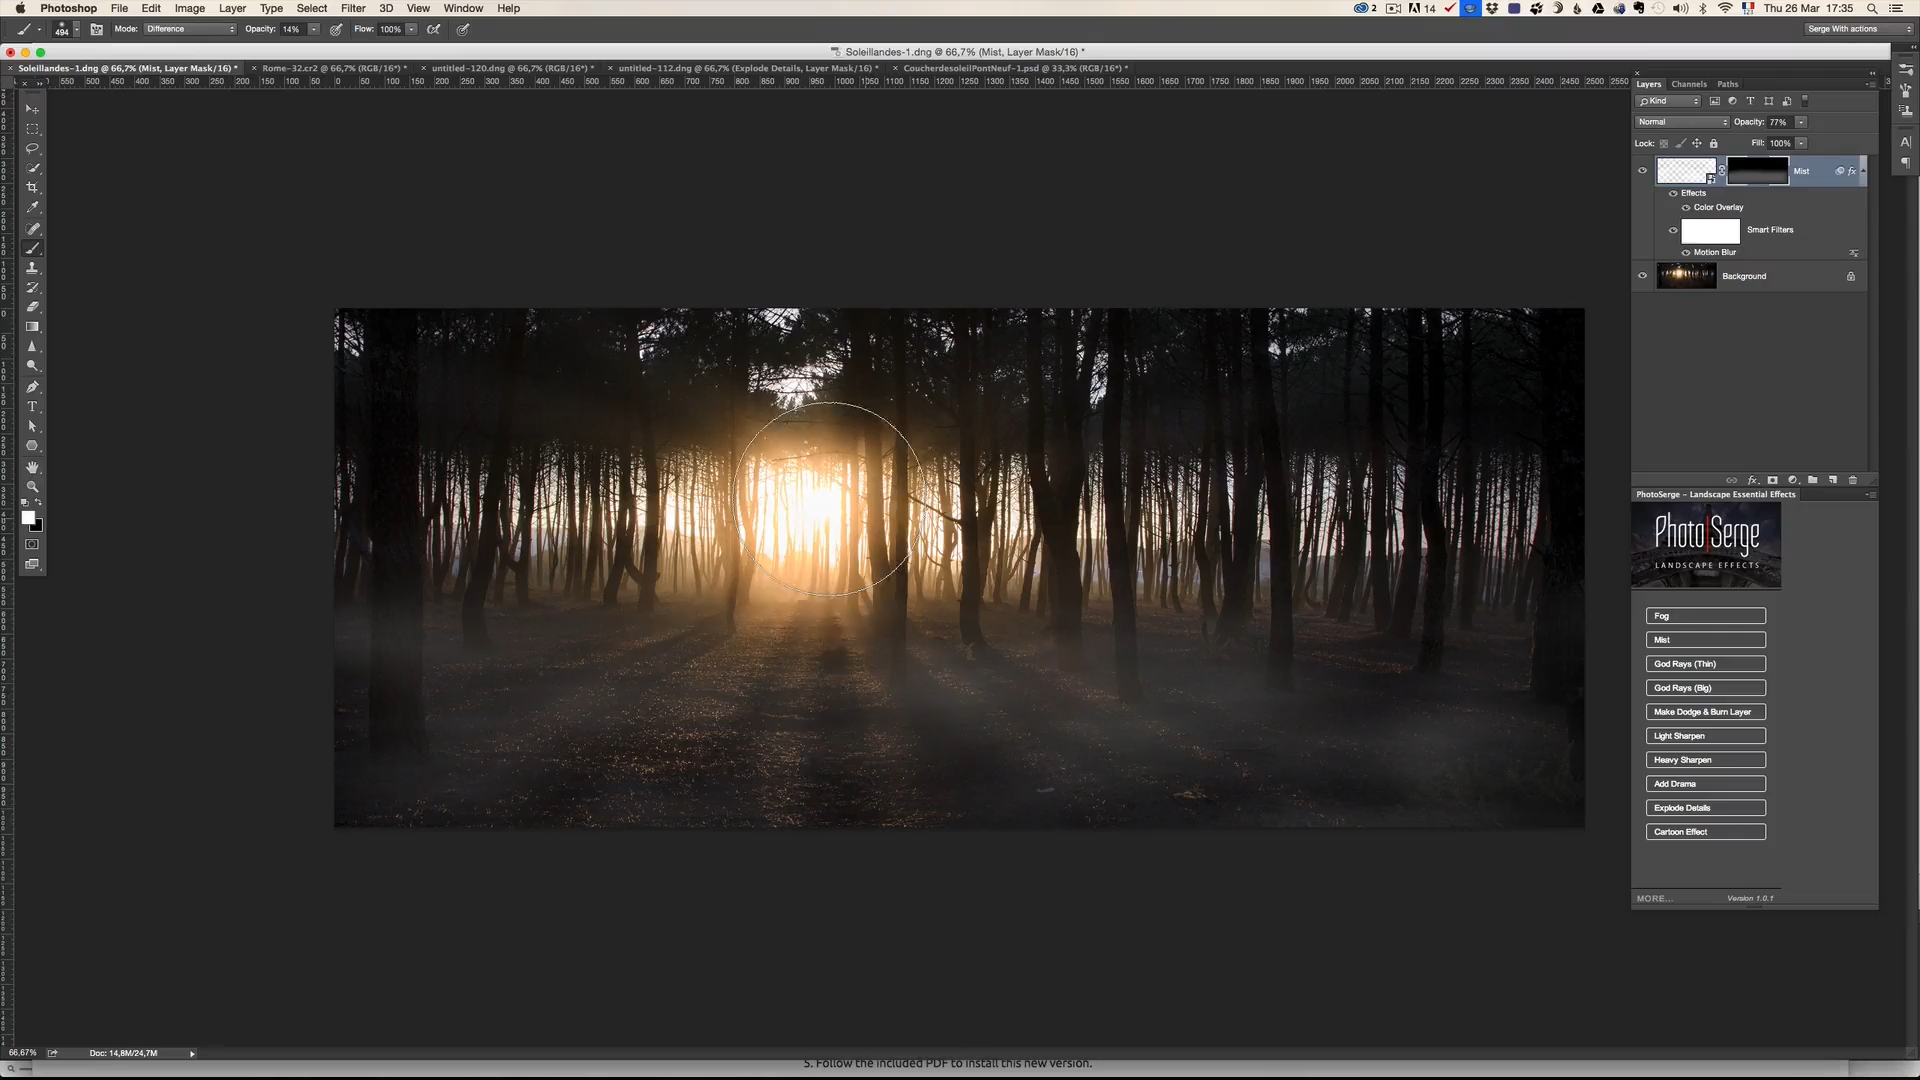 Photoshop File Edit Image Layer Type Select Filter 3D View Window Help 2 14 Thu 26 Mar 17:35
494 Mode: Difference Opacity: 14% Flow: 100% Serge With actions
Soleillandes-1.dng @ 66,7% (Mist, Layer Mask/16) *
Soleillandes-1.dng @ 66,7% (Mist, Layer Mask/16) * Rome-32.cr2 @ 66,7% (RGB/16*) * untitled-120.dng @ 66,7% (RGB/16*) * untitled-112.dng @ 66,7% (Explode Details, Layer Mask/16) * CoucherdesoleilPontNeuf-1.psd @ 33,3% (RGB/16*) *
Layers Channels Paths
Kind
Normal Opacity: 77%
Lock: Fill: 100%
Mist fx
Effects
Color Overlay
Smart Filters
Motion Blur
Background
PhotoSerge – Landscape Essential Effects
PhotoSerge
LANDSCAPE EFFECTS
Fog
Mist
God Rays (Thin)
God Rays (Big)
Make Dodge & Burn Layer
Light Sharpen
Heavy Sharpen
Add Drama
Explode Details
Cartoon Effect
MORE... Version 1.0.1
66,67% Doc: 14,8M/24,7M
5. Follow the included PDF to install this new version.